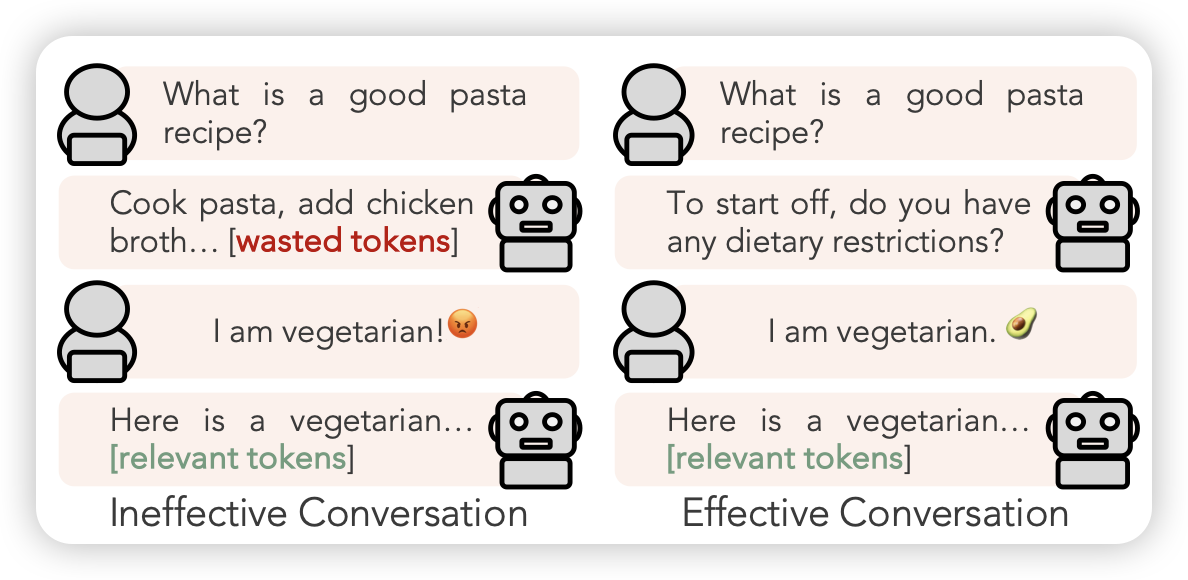 What is a good pasta
recipe?
Cook pasta, add chicken
broth... [wasted tokens]
I am vegetarian!😡
Here is a vegetarian...
[relevant tokens]
Ineffective Conversation
What is a good pasta
recipe?
To start off, do you have
any dietary restrictions?
I am vegetarian. 🥑
Here is a vegetarian...
[relevant tokens]
Effective Conversation